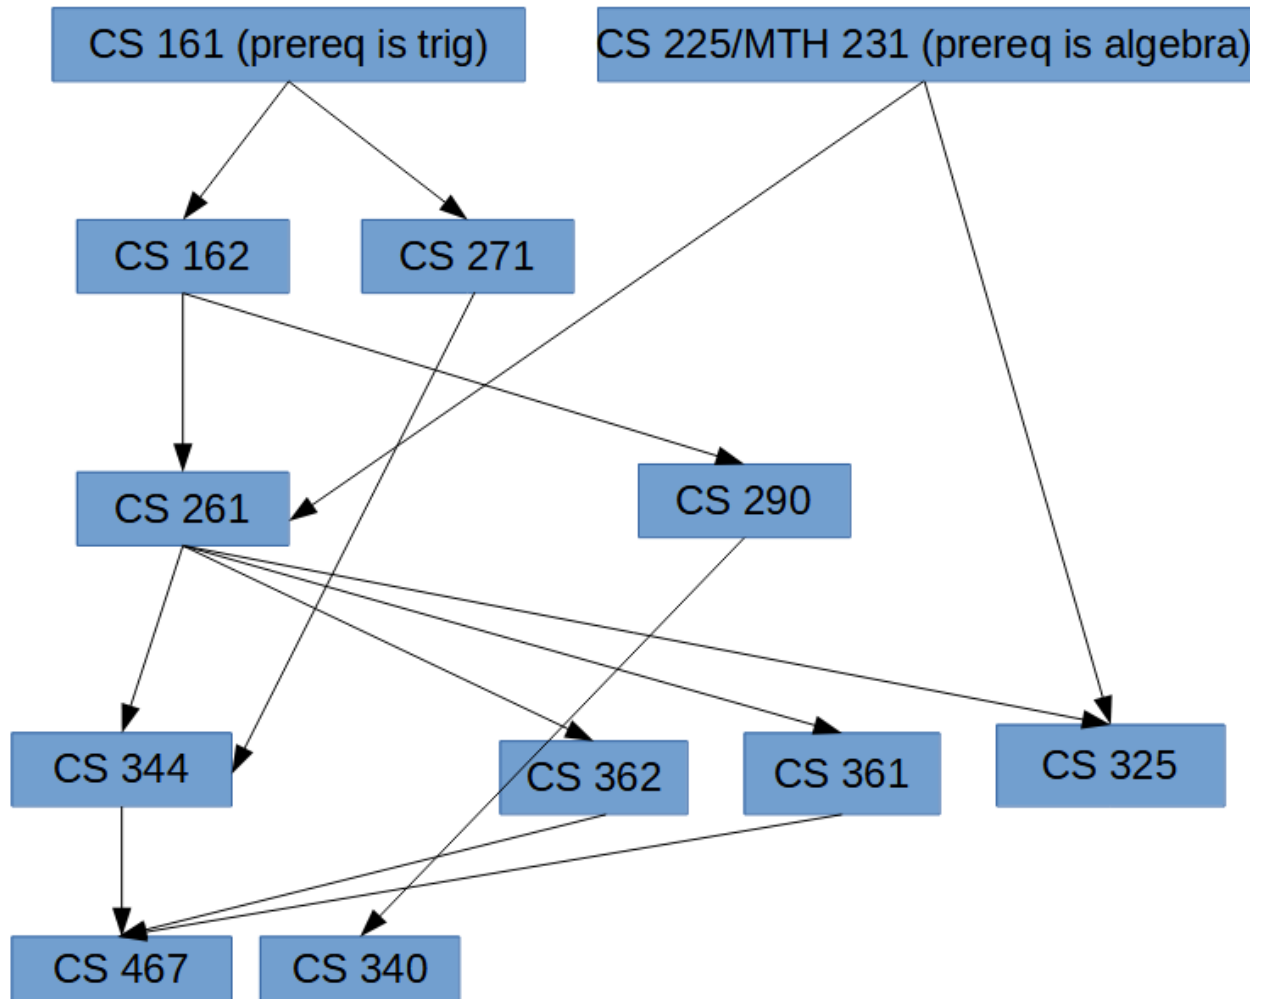 CS 161 (prereq is trig)
CS 225/MTH 231 (prereq is algebra)
CS 162
CS 271
CS 261
CS 290
CS 344
CS 362
CS 361
CS 325
CS 467
CS 340